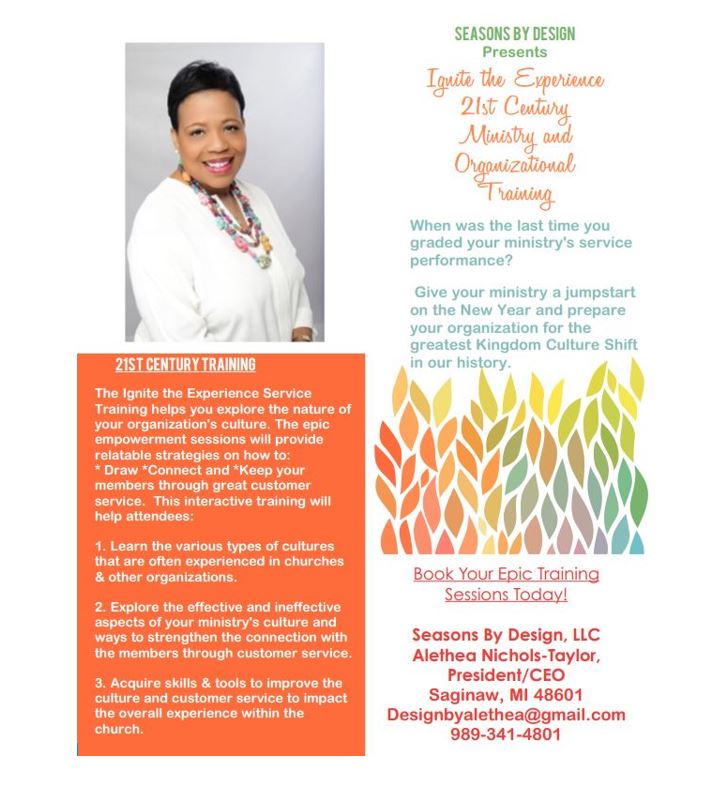 SEASONS BY DESIGN
Presents
Ignite the Experience
21st Century
Ministry and
Organizational
Training
When was the last time you
graded your ministry's service
performance?
Give your ministry a jumpstart
on the New Year and prepare
your organization for the
greatest Kingdom Culture Shift
in our history.
21ST CENTURY TRAINING
The Ignite the Experience Service
Training helps you explore the nature of
your organization's culture. The epic
empowerment sessions will provide
relatable strategies on how to:
* Draw *Connect and *Keep your
members through great customer
service.  This interactive training will
help attendees:
1. Learn the various types of cultures
that are often experienced in churches
& other organizations.
2. Explore the effective and ineffective
aspects of your ministry's culture and
ways to strengthen the connection with
the members through customer service.
3. Acquire skills & tools to improve the
culture and customer service to impact
the overall experience within the
church.
Book Your Epic Training
Sessions Today!
Seasons By Design, LLC
Alethea Nichols-Taylor,
President/CEO
Saginaw, MI 48601
Designbyalethea@gmail.com
989-341-4801